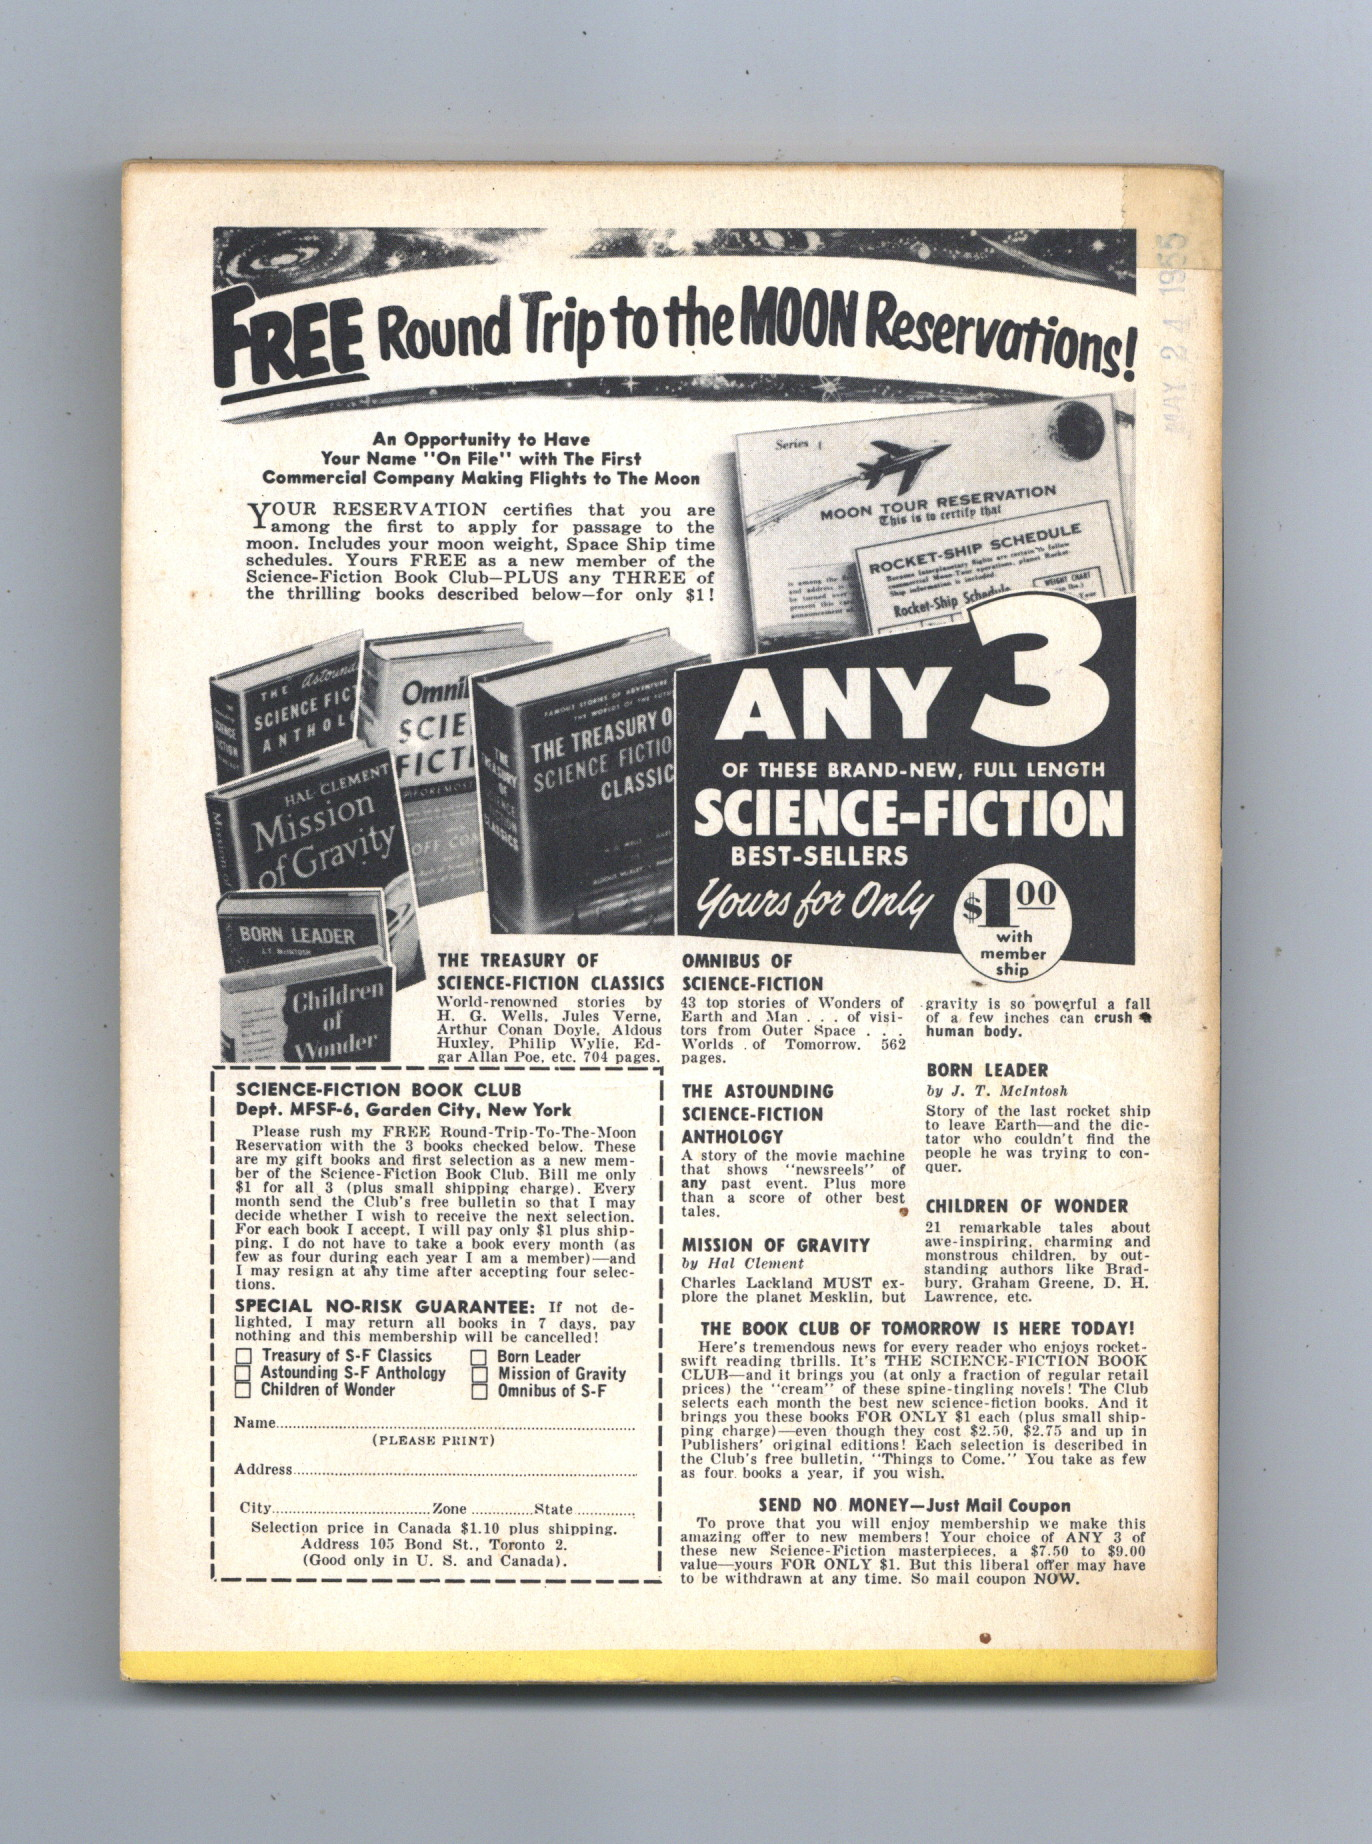 FREE Round Trip to the MOON Reservations!
MAY 24 1955
An Opportunity to Have
Your Name "On File" with The First
Commercial Company Making Flights to The Moon
YOUR RESERVATION certifies that you are
among the first to apply for passage to the
moon. Includes your moon weight, Space Ship time
schedules. Yours FREE as a new member of the
Science-Fiction Book Club—PLUS any THREE of
the thrilling books described below—for only $1!
Series 1
MOON TOUR RESERVATION
This is to certify that
ROCKET-SHIP SCHEDULE
Rocket-Ship Schedule
WEIGHT CHART
THE Astound
SCIENCE FICT
ANTHOLO
Omnib
SCIE
FICTI
FOREMOST
OFF CON
THE TREASURY OF SCIENCE FICTION CLASSICS
FAMOUS STORIES OF ADVENTURE
THE WORLDS OF THE FUTU
THE TREASURY O
SCIENCE FICTIO
CLASSIC
HAL CLEMENT
Mission
of Gravity
BORN LEADER
J.T. McINTOSH
Children
of
Wonder
ANY 3
OF THESE BRAND-NEW, FULL LENGTH
SCIENCE-FICTION
BEST-SELLERS
Yours for Only
$1.00
with
member
ship
THE TREASURY OF
SCIENCE-FICTION CLASSICS
World-renowned stories by
H. G. Wells, Jules Verne,
Arthur Conan Doyle, Aldous
Huxley, Philip Wylie, Ed-
gar Allan Poe, etc. 704 pages.
OMNIBUS OF
SCIENCE-FICTION
43 top stories of Wonders of
Earth and Man . . . of visi-
tors from Outer Space . . .
Worlds of Tomorrow. 562
pages.
THE ASTOUNDING
SCIENCE-FICTION
ANTHOLOGY
A story of the movie machine
that shows "newsreels" of
any past event. Plus more
than a score of other best
tales.
MISSION OF GRAVITY
by Hal Clement
Charles Lackland MUST ex-
plore the planet Mesklin, but
gravity is so powerful a fall
of a few inches can crush a
human body.
BORN LEADER
by J. T. McIntosh
Story of the last rocket ship
to leave Earth—and the dic-
tator who couldn't find the
people he was trying to con-
quer.
CHILDREN OF WONDER
21 remarkable tales about
awe-inspiring, charming and
monstrous children, by out-
standing authors like Brad-
bury, Graham Greene, D. H.
Lawrence, etc.
SCIENCE-FICTION BOOK CLUB
Dept. MFSF-6, Garden City, New York
Please rush my FREE Round-Trip-To-The-Moon
Reservation with the 3 books checked below. These
are my gift books and first selection as a new mem-
ber of the Science-Fiction Book Club. Bill me only
$1 for all 3 (plus small shipping charge). Every
month send the Club's free bulletin so that I may
decide whether I wish to receive the next selection.
For each book I accept, I will pay only $1 plus ship-
ping. I do not have to take a book every month (as
few as four during each year I am a member)—and
I may resign at any time after accepting four selec-
tions.
SPECIAL NO-RISK GUARANTEE: If not de-
lighted, I may return all books in 7 days, pay
nothing and this membership will be cancelled!
Treasury of S-F Classics Born Leader
Astounding S-F Anthology Mission of Gravity
Children of Wonder Omnibus of S-F
Name
(PLEASE PRINT)
Address
City Zone State
Selection price in Canada $1.10 plus shipping.
Address 105 Bond St., Toronto 2.
(Good only in U. S. and Canada).
THE BOOK CLUB OF TOMORROW IS HERE TODAY!
Here's tremendous news for every reader who enjoys rocket-
swift reading thrills. It's THE SCIENCE-FICTION BOOK
CLUB—and it brings you (at only a fraction of regular retail
prices) the "cream" of these spine-tingling novels! The Club
selects each month the best new science-fiction books. And it
brings you these books FOR ONLY $1 each (plus small ship-
ping charge)—even though they cost $2.50, $2.75 and up in
Publishers' original editions! Each selection is described in
the Club's free bulletin, "Things to Come." You take as few
as four books a year, if you wish.
SEND NO MONEY—Just Mail Coupon
To prove that you will enjoy membership we make this
amazing offer to new members! Your choice of ANY 3 of
these new Science-Fiction masterpieces, a $7.50 to $9.00
value—yours FOR ONLY $1. But this liberal offer may have
to be withdrawn at any time. So mail coupon NOW.